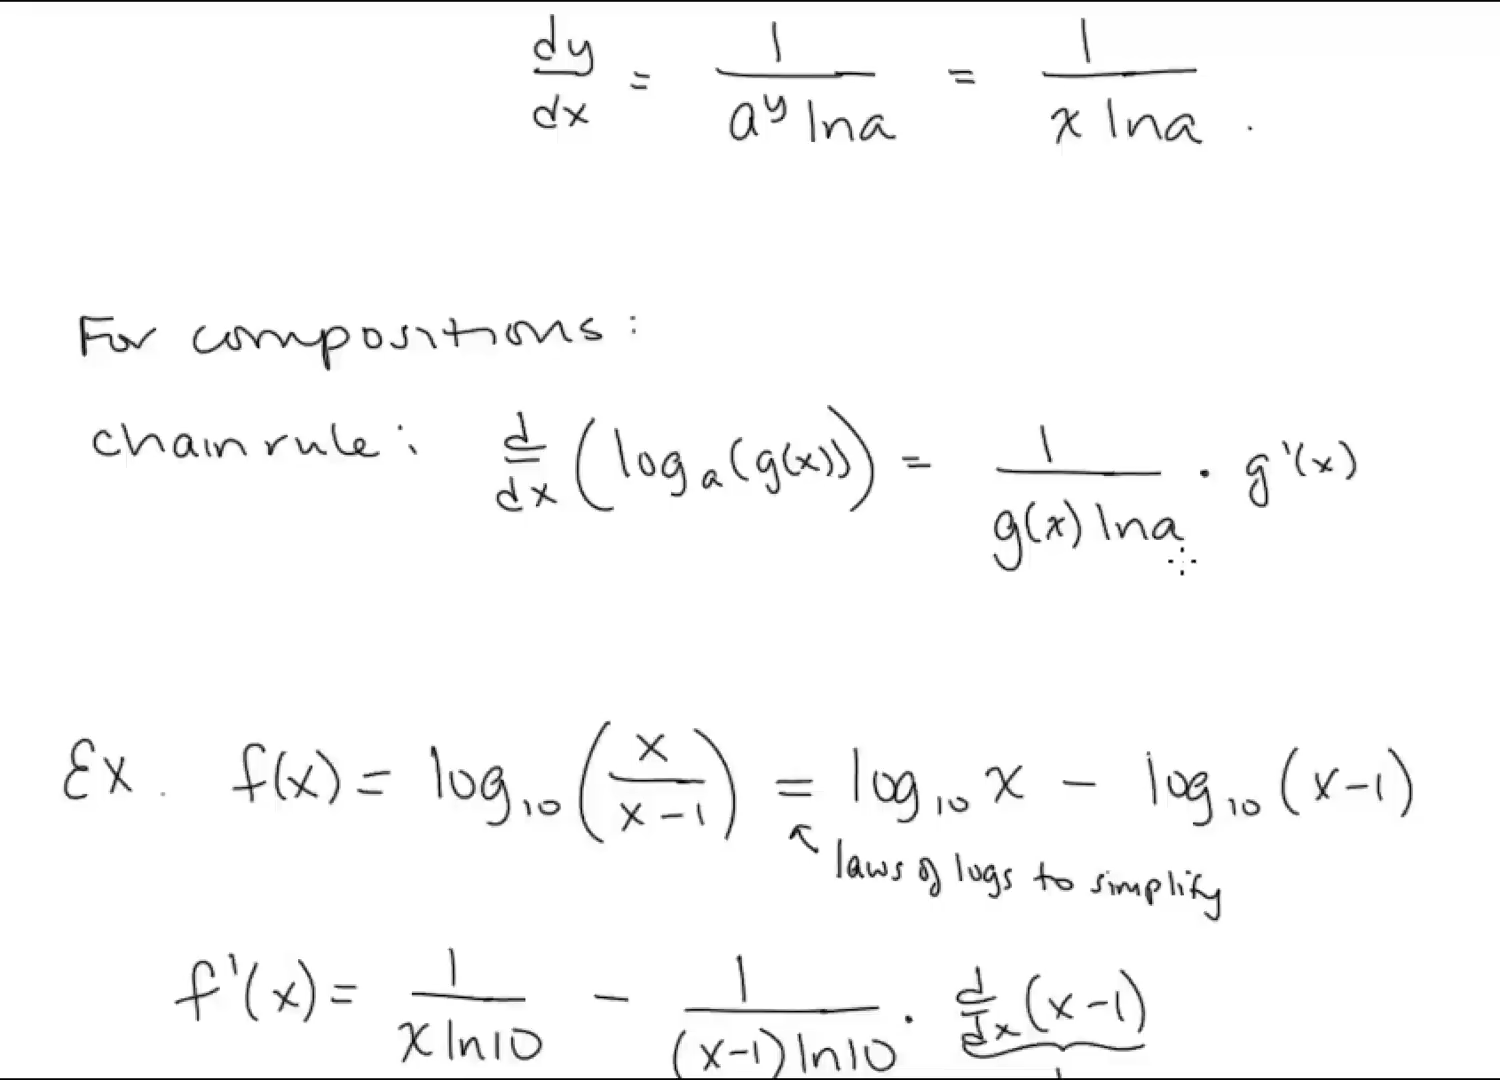 dy/dx = 1/(a^y ln a) = 1/(x ln a).
For compositions:
chain rule: d/dx (log_a(g(x))) = 1/(g(x) ln a) · g'(x)
Ex. f(x) = log_10 (x/(x-1)) = log_10 x - log_10 (x-1)
laws of logs to simplify
f'(x) = 1/(x ln 10) - 1/((x-1) ln 10) · d/dx (x-1)